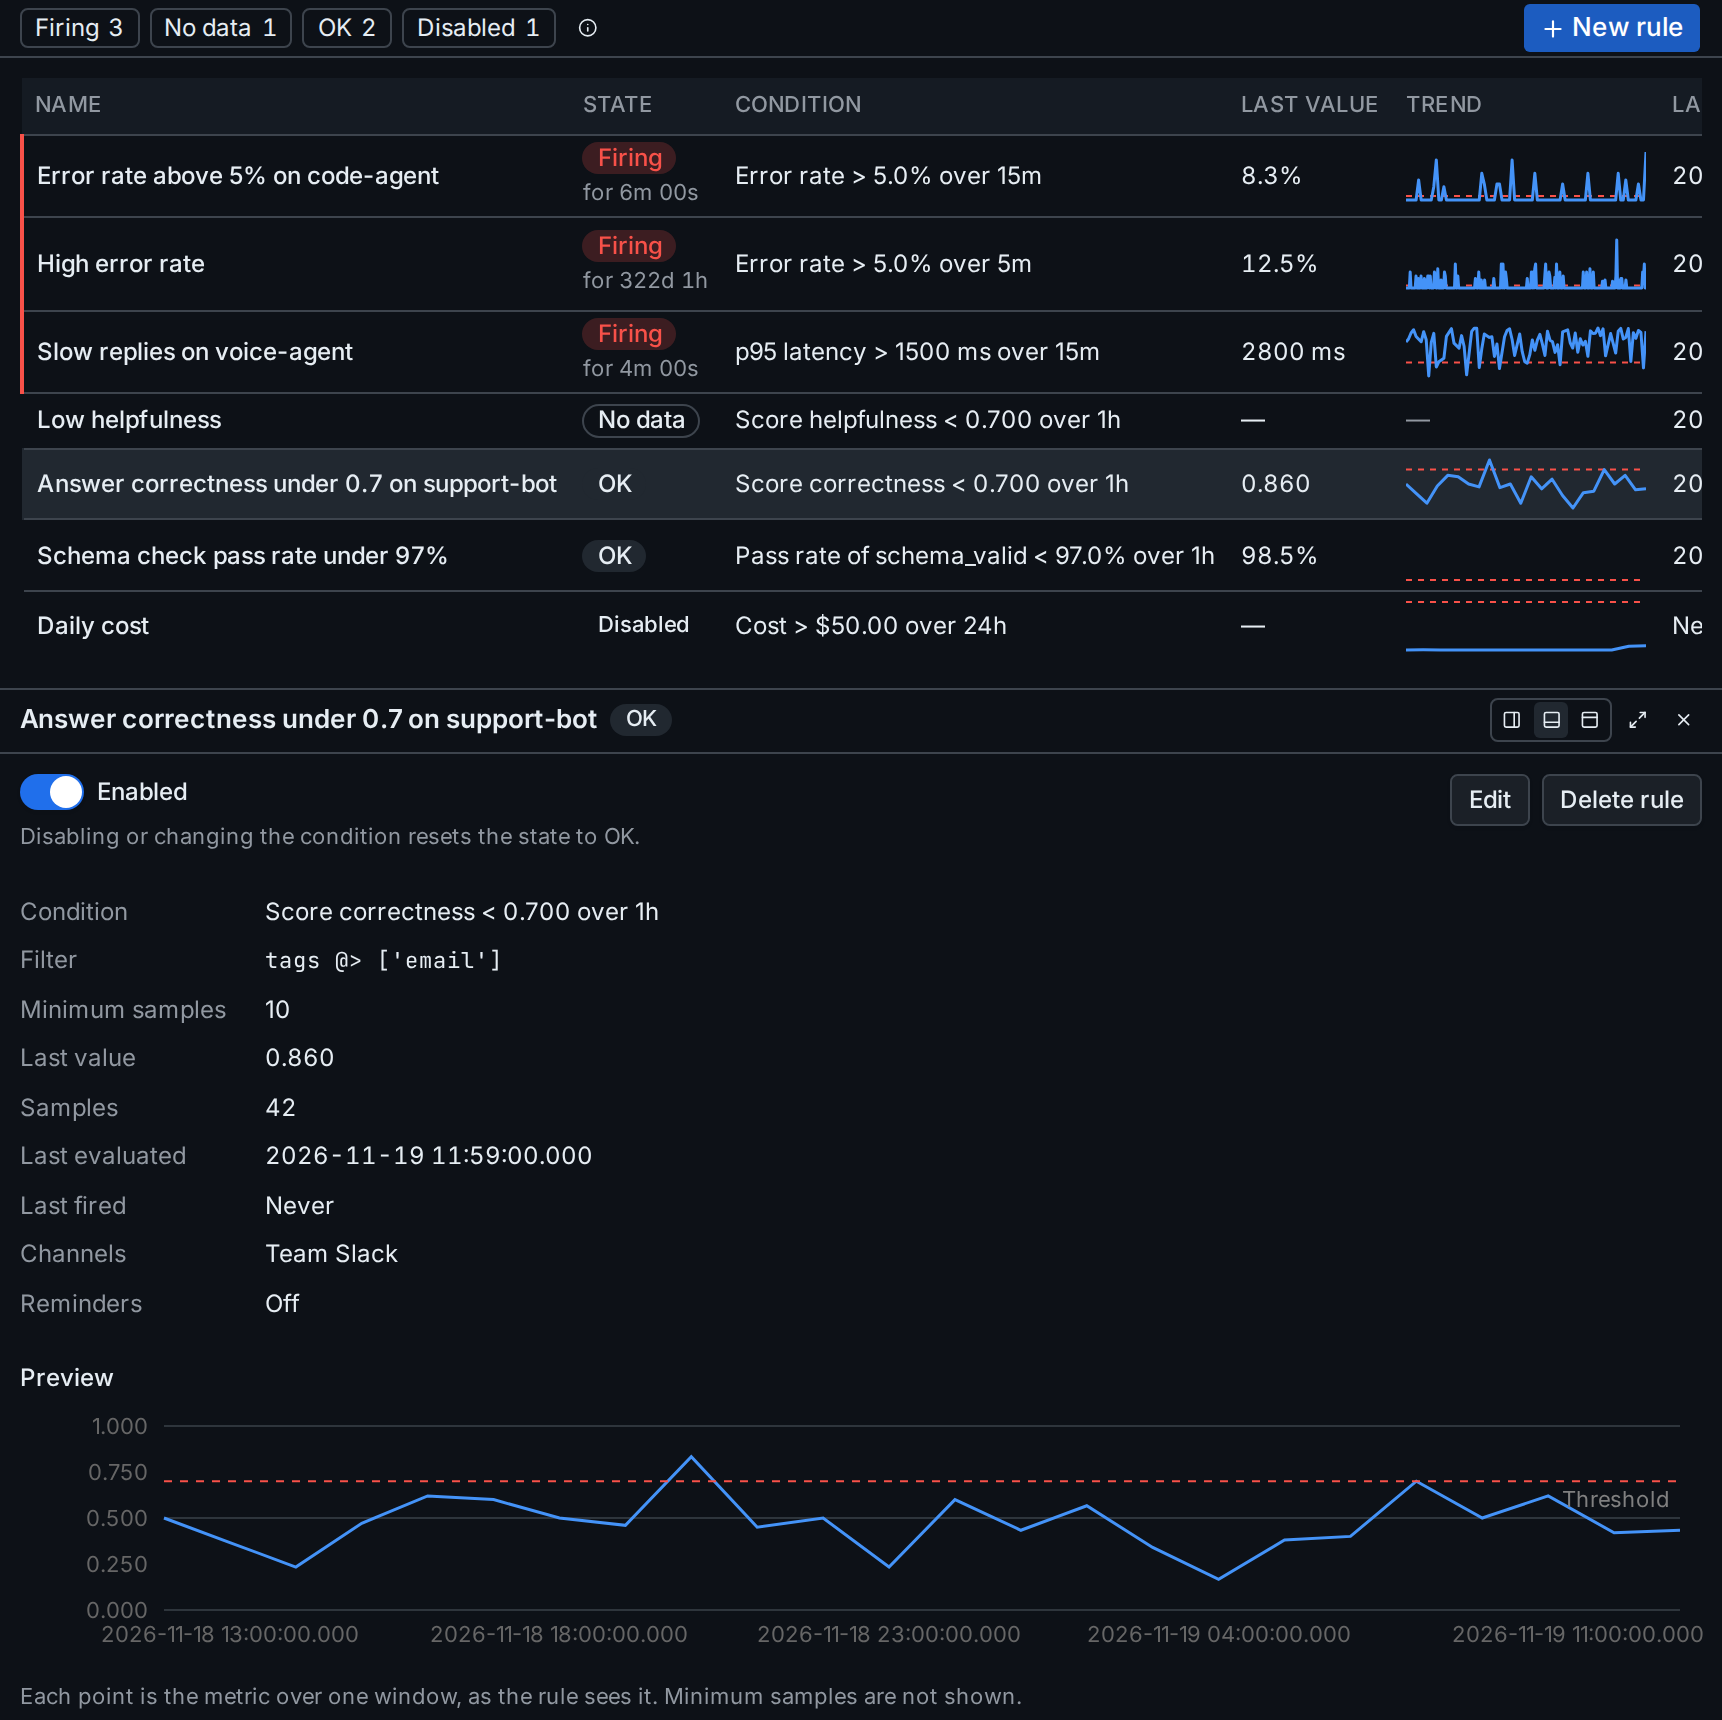 Firing 3 No data 1 OK 2 Disabled 1 + New rule
NAME STATE CONDITION LAST VALUE TREND LA
Error rate above 5% on code-agent Firing for 6m 00s Error rate > 5.0% over 15m 8.3% 20
High error rate Firing for 322d 1h Error rate > 5.0% over 5m 12.5% 20
Slow replies on voice-agent Firing for 4m 00s p95 latency > 1500 ms over 15m 2800 ms 20
Low helpfulness No data Score helpfulness < 0.700 over 1h — — 20
Answer correctness under 0.7 on support-bot OK Score correctness < 0.700 over 1h 0.860 20
Schema check pass rate under 97% OK Pass rate of schema_valid < 97.0% over 1h 98.5% 20
Daily cost Disabled Cost > $50.00 over 24h — Ne
Answer correctness under 0.7 on support-bot OK
Enabled Edit Delete rule
Disabling or changing the condition resets the state to OK.
Condition Score correctness < 0.700 over 1h
Filter tags @> ['email']
Minimum samples 10
Last value 0.860
Samples 42
Last evaluated 2026-11-19 11:59:00.000
Last fired Never
Channels Team Slack
Reminders Off
Preview
1.000
0.750
Threshold
0.500
0.250
0.000
2026-11-18 13:00:00.000 2026-11-18 18:00:00.000 2026-11-18 23:00:00.000 2026-11-19 04:00:00.000 2026-11-19 11:00:00.000
Each point is the metric over one window, as the rule sees it. Minimum samples are not shown.